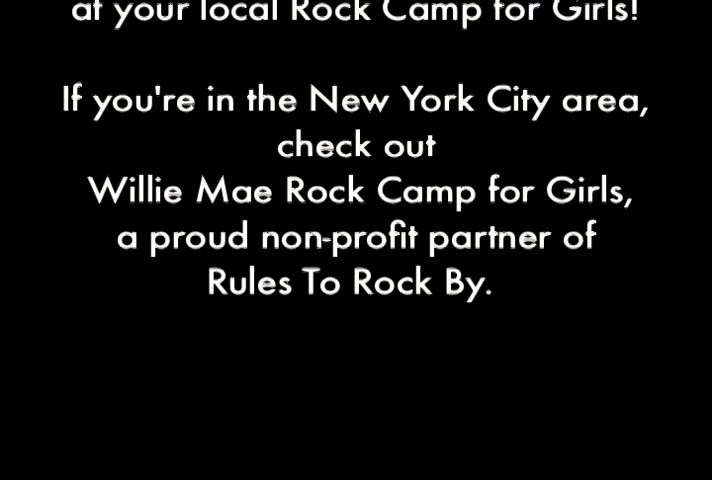 at your local Rock Camp for Girls!
If you're in the New York City area,
check out
Willie Mae Rock Camp for Girls,
a proud non-profit partner of
Rules To Rock By.